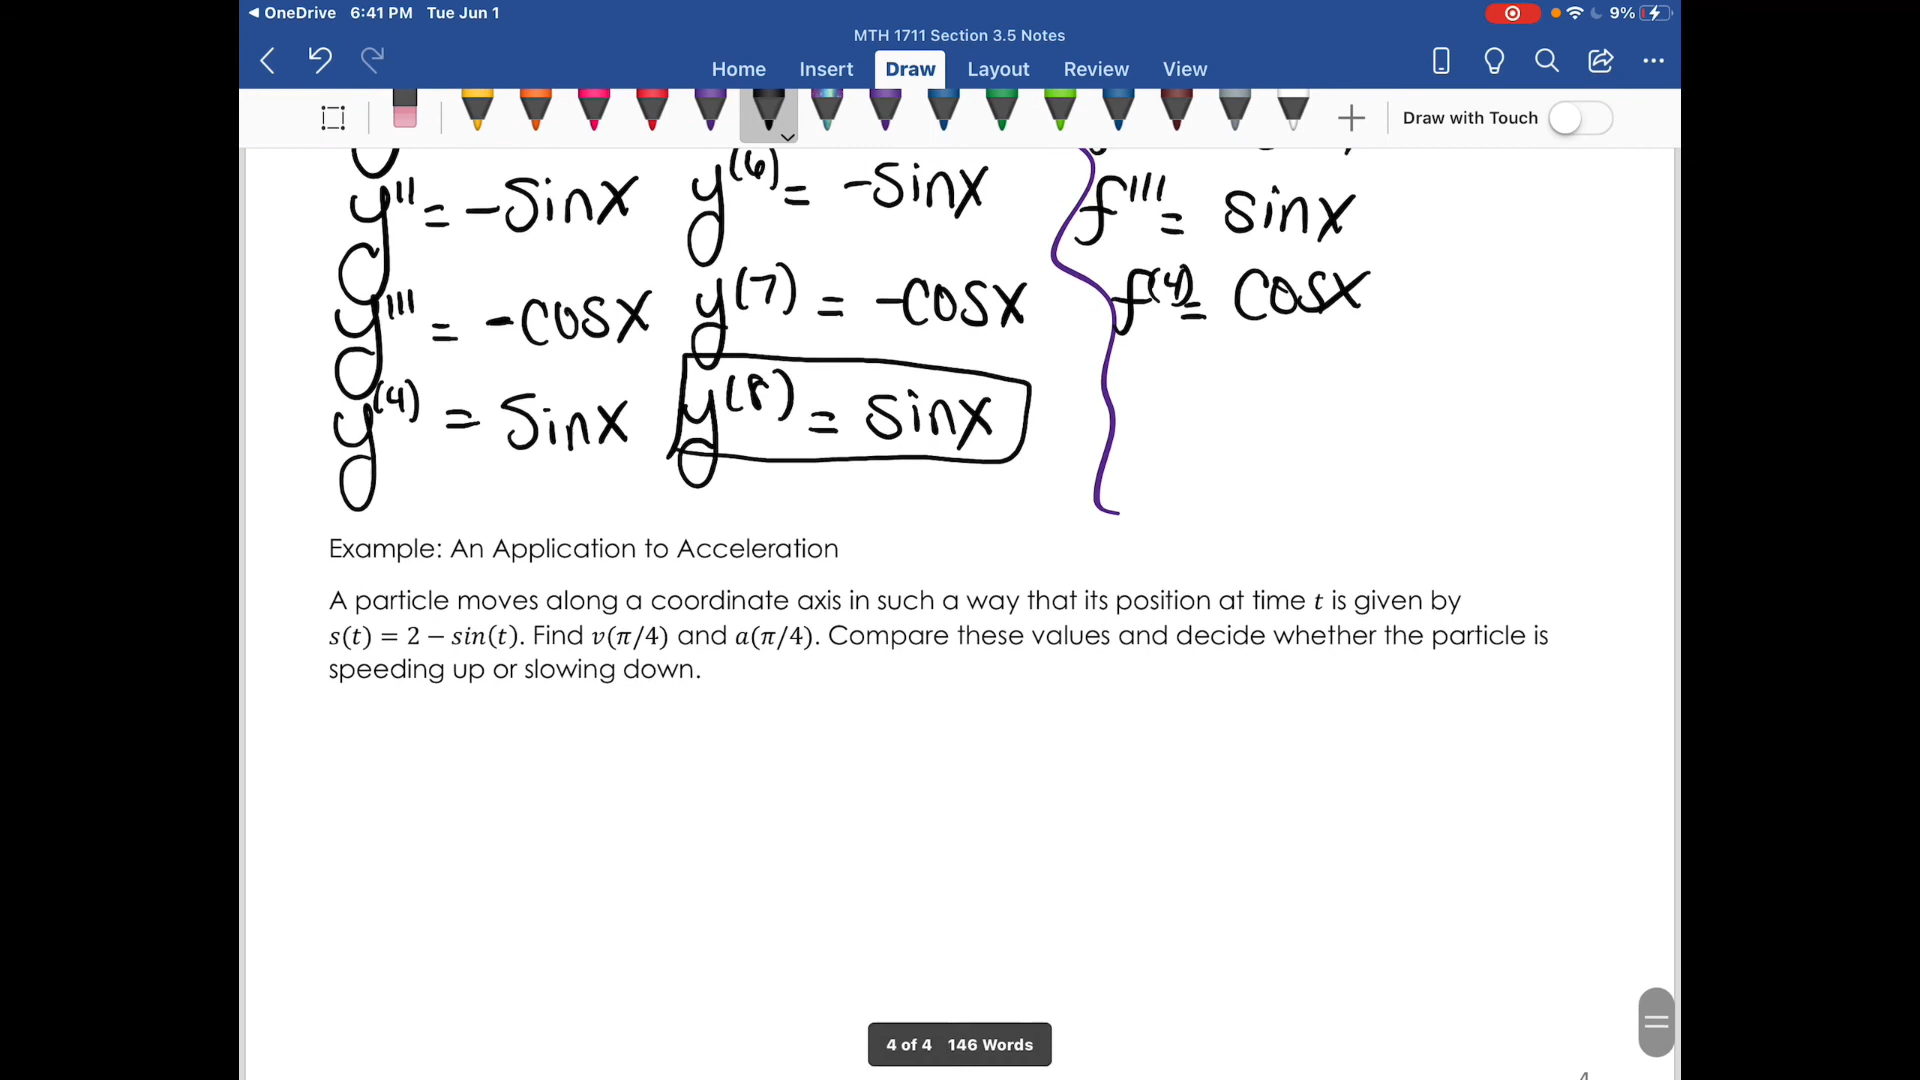 OneDrive 6:41 PM Tue Jun 1 9%
MTH 1711 Section 3.5 Notes
Home Insert Draw Layout Review View
Draw with Touch
y'' = -sinx y^(6) = -sinx f''' = sinx
y''' = -cosx y^(7) = -cosx f^(4) = cosx
y^(4) = sinx y^(8) = sinx
Example: An Application to Acceleration
A particle moves along a coordinate axis in such a way that its position at time t is given by
s(t) = 2 − sin(t). Find v(π/4) and a(π/4). Compare these values and decide whether the particle is
speeding up or slowing down.
4 of 4 146 Words